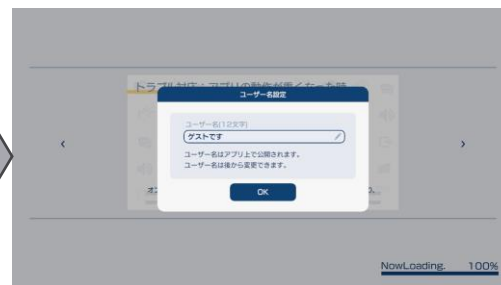 トラブル対応：アプリの動作が重くなった時
ユーザー名設定
ユーザー名(12文字)
ゲストです
ユーザー名はアプリ上で公開されます。
ユーザー名は後から変更できます。
OK
NowLoading. 100%